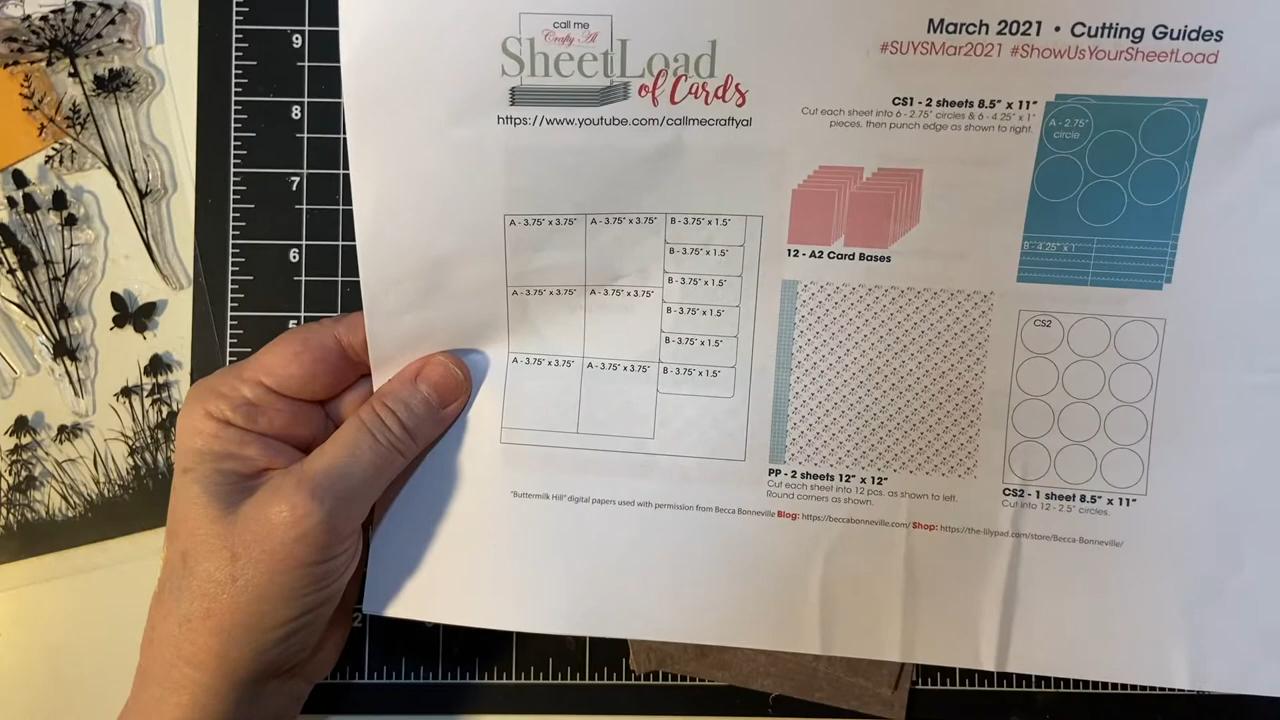 call me
Crafty Al
SheetLoad
of Cards
https://www.youtube.com/callmecraftyal
March 2021 • Cutting Guides
#SUYSMar2021 #ShowUsYourSheetLoad
CS1 - 2 sheets 8.5" x 11"
Cut each sheet into 6 - 2.75" circles & 6 - 4.25" x 1"
pieces, then punch edge as shown to right.
A - 2.75"
circle
B - 4.25" x 1"
12 - A2 Card Bases
A - 3.75" x 3.75"
A - 3.75" x 3.75"
B - 3.75" x 1.5"
B - 3.75" x 1.5"
B - 3.75" x 1.5"
A - 3.75" x 3.75"
A - 3.75" x 3.75"
B - 3.75" x 1.5"
B - 3.75" x 1.5"
A - 3.75" x 3.75"
A - 3.75" x 3.75"
B - 3.75" x 1.5"
PP - 2 sheets 12" x 12"
Cut each sheet into 12 pcs. as shown to left.
Round corners as shown.
CS2
CS2 - 1 sheet 8.5" x 11"
Cut into 12 - 2.5" circles.
"Buttermilk Hill" digital papers used with permission from Becca Bonneville Blog: https://beccabonneville.com/ Shop: https://the-lilypad.com/store/Becca-Bonneville/
9
8
7
6
5
2